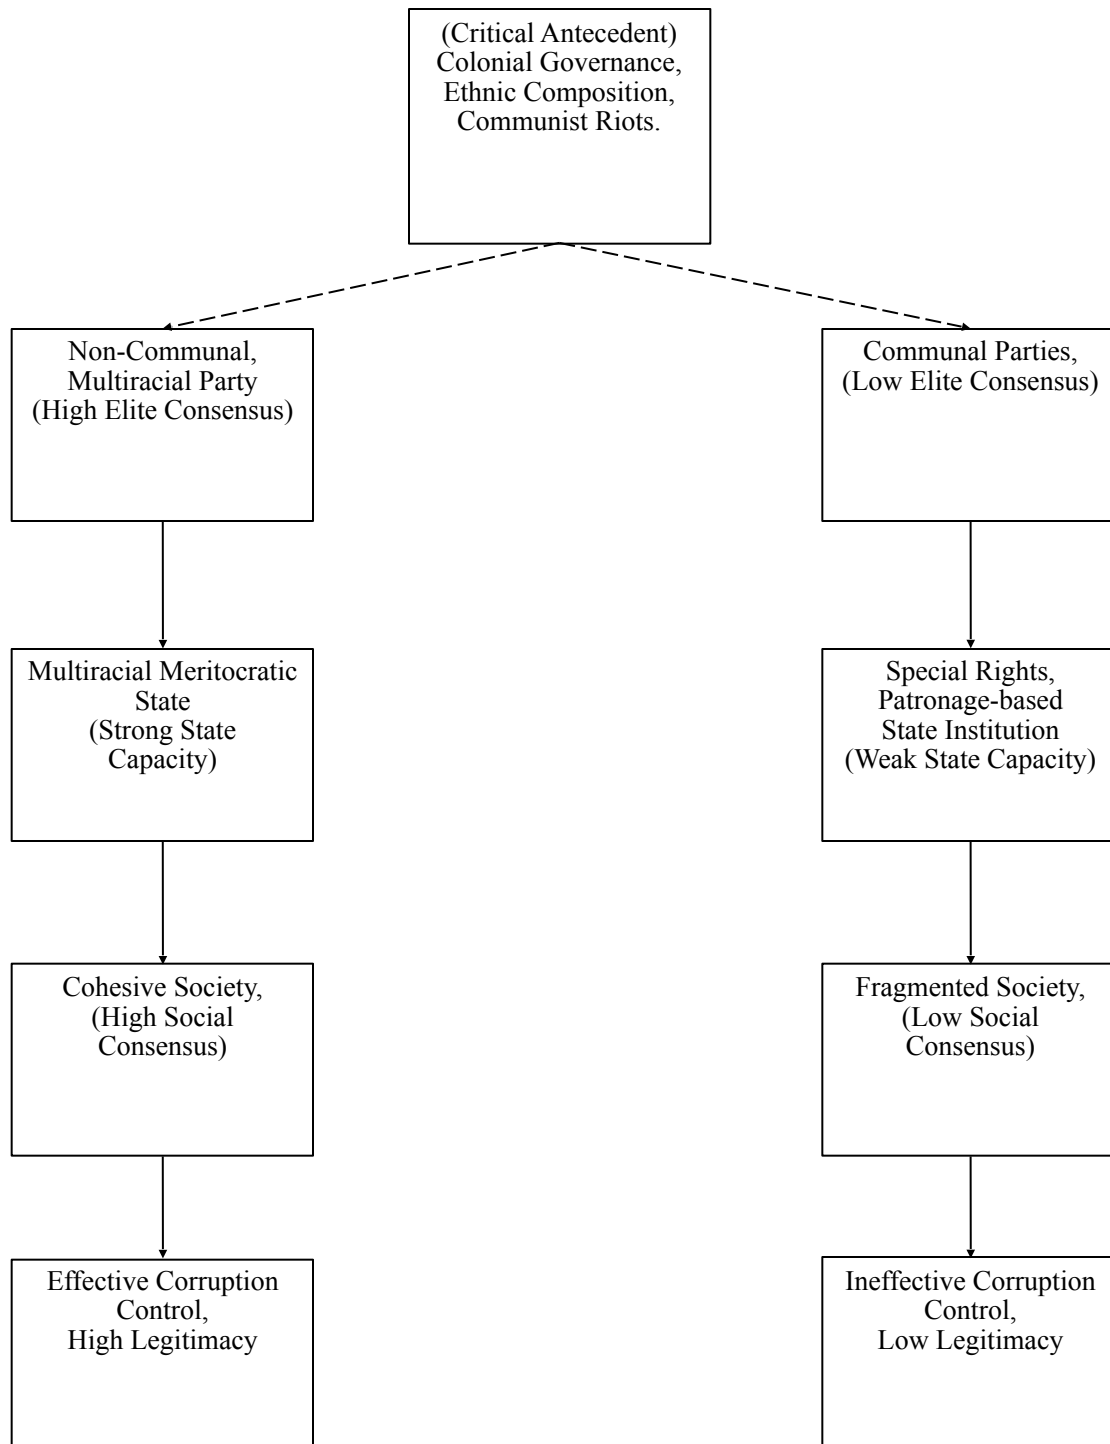 (Critical Antecedent)
Colonial Governance,
Ethnic Composition,
Communist Riots.
Non-Communal,
Multiracial Party
(High Elite Consensus)
Communal Parties,
(Low Elite Consensus)
Multiracial Meritocratic
State
(Strong State
Capacity)
Special Rights,
Patronage-based
State Institution
(Weak State Capacity)
Cohesive Society,
(High Social
Consensus)
Fragmented Society,
(Low Social
Consensus)
Effective Corruption
Control,
High Legitimacy
Ineffective Corruption
Control,
Low Legitimacy